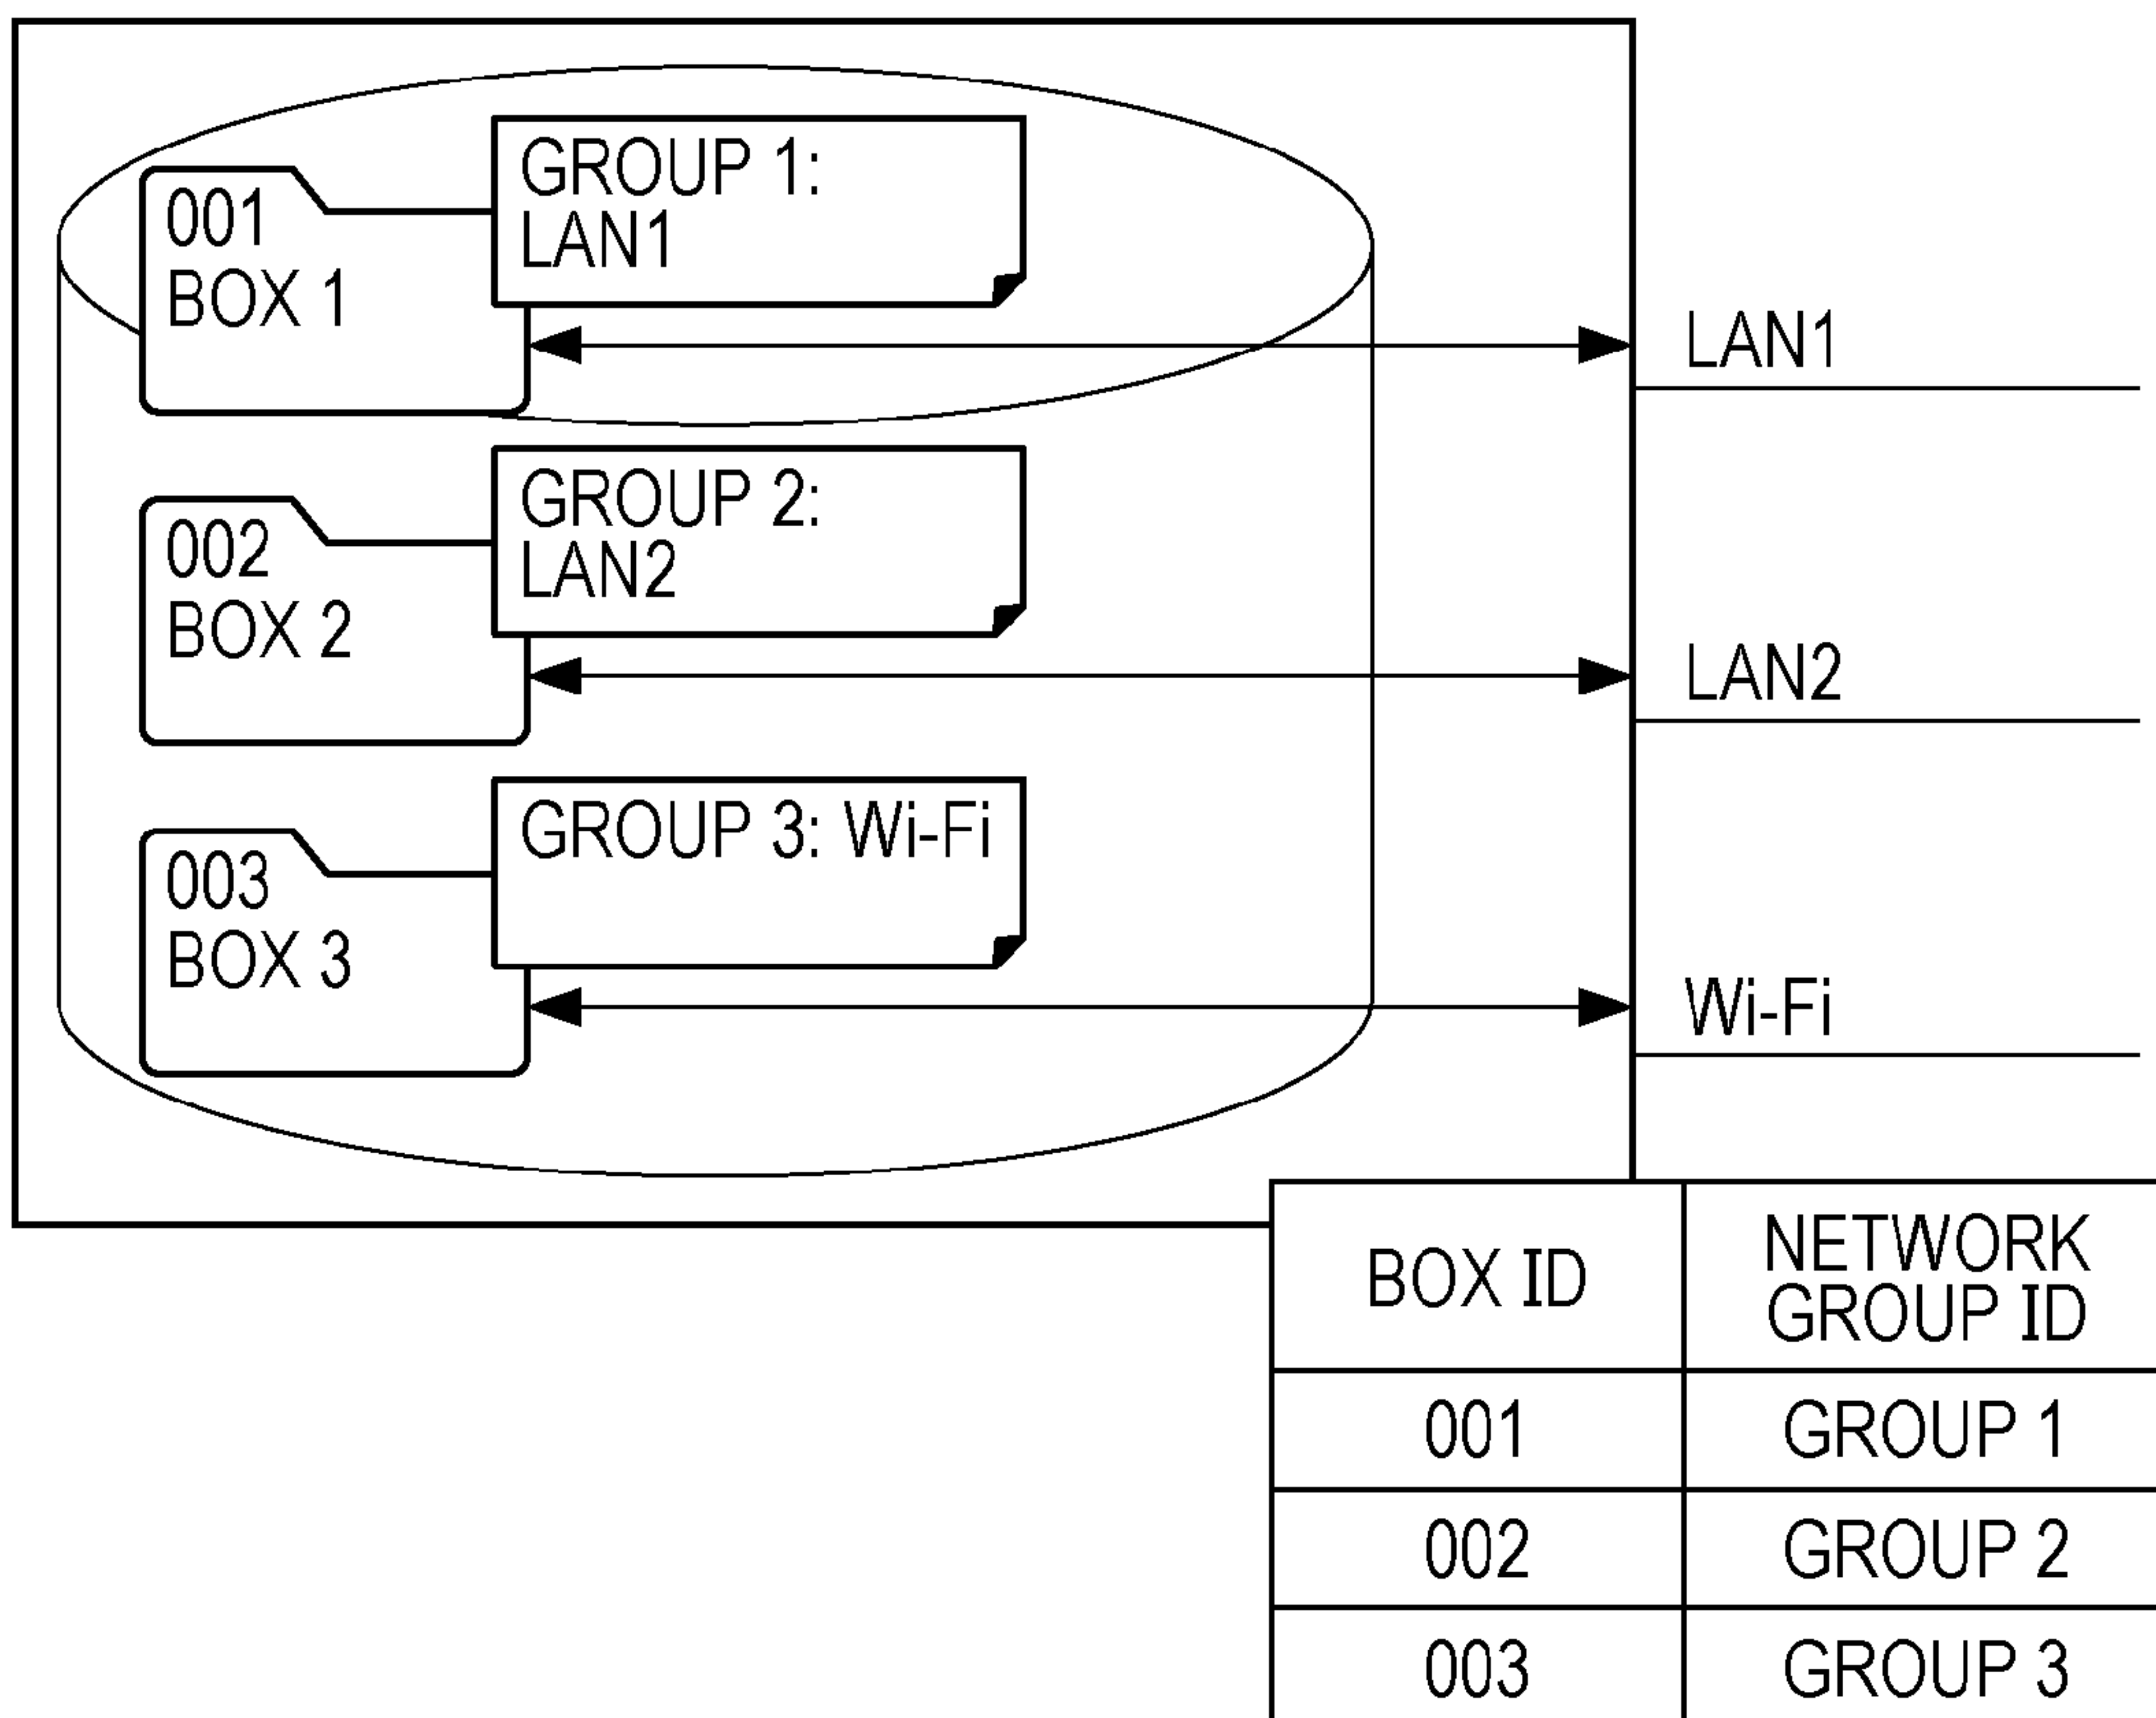 001
BOX 1
GROUP 1:
LAN1
LAN1
002
BOX 2
GROUP 2:
LAN2
LAN2
003
BOX 3
GROUP 3: Wi-Fi
Wi-Fi
BOX ID
NETWORK
GROUP ID
001
GROUP 1
002
GROUP 2
003
GROUP 3